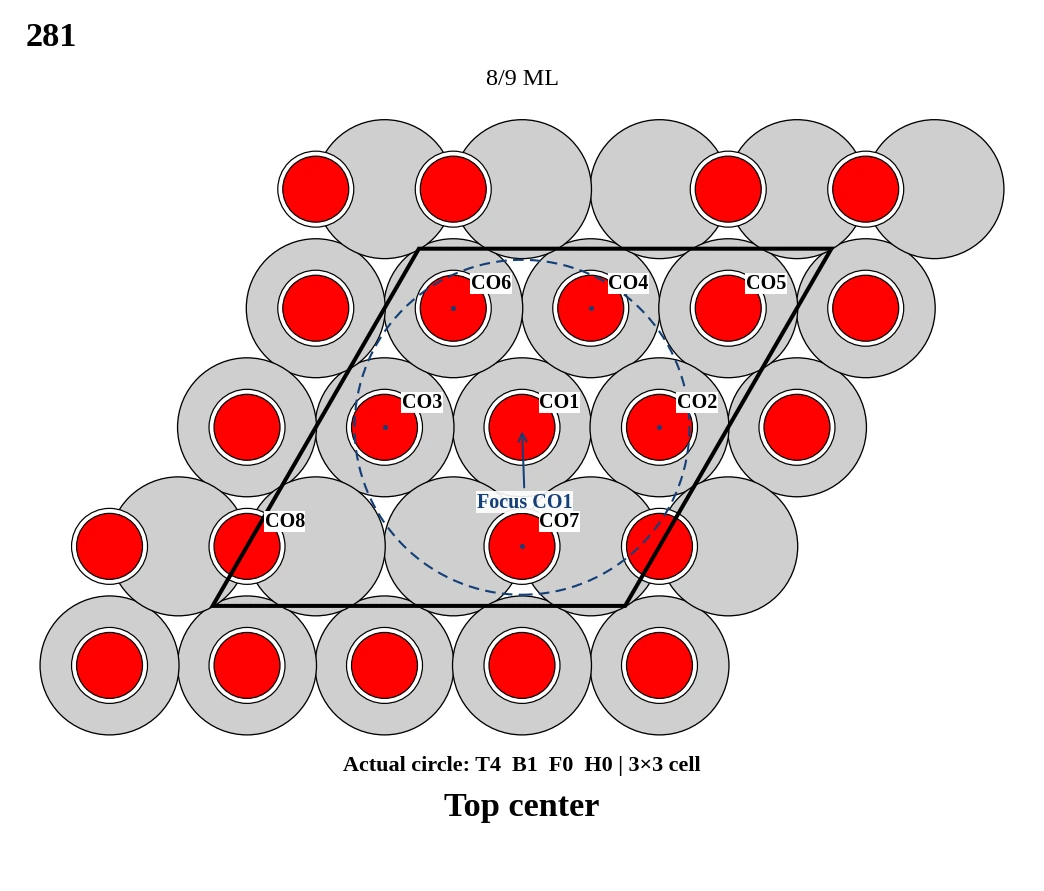 281
8/9 ML
CO6
CO4
CO5
CO3
CO1
CO2
Focus CO1
CO8
CO7
Actual circle: T4  B1  F0  H0 | 3×3 cell
Top center